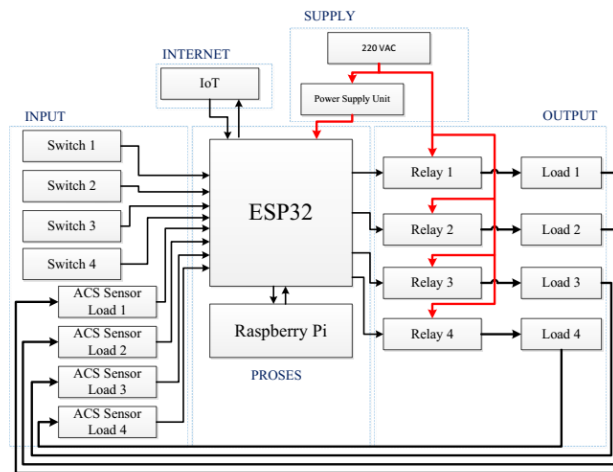 SUPPLY
220 VAC
INTERNET
IoT
Power Supply Unit
INPUT
OUTPUT
Switch 1
Switch 2
Switch 3
Switch 4
ACS Sensor
Load 1
ACS Sensor
Load 2
ACS Sensor
Load 3
ACS Sensor
Load 4
ESP32
Raspberry Pi
PROSES
Relay 1
Load 1
Relay 2
Load 2
Relay 3
Load 3
Relay 4
Load 4